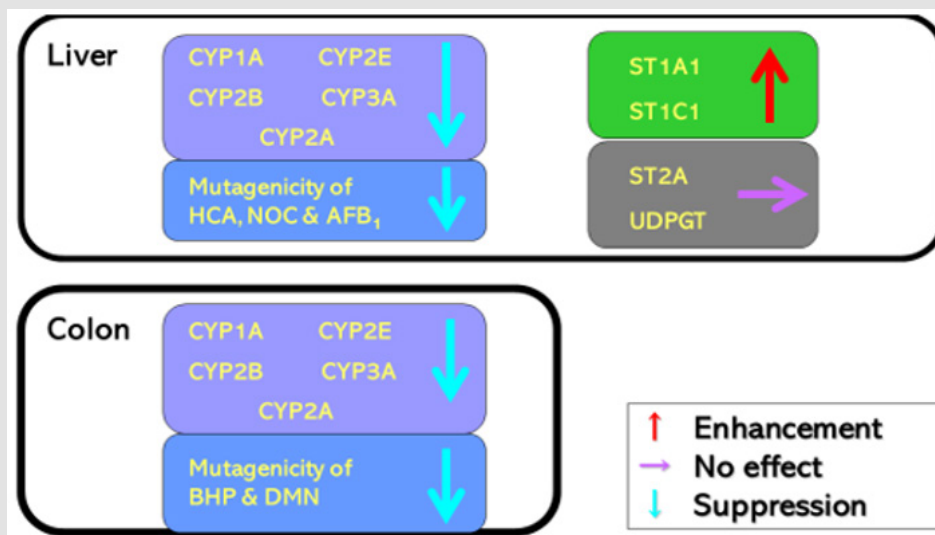 Liver
CYP1A CYP2E
CYP2B CYP3A
CYP2A
Mutagenicity of
HCA, NOC & AFB₁
ST1A1
ST1C1
ST2A
UDPGT
Colon
CYP1A CYP2E
CYP2B CYP3A
CYP2A
Mutagenicity of
BHP & DMN
Enhancement
No effect
Suppression